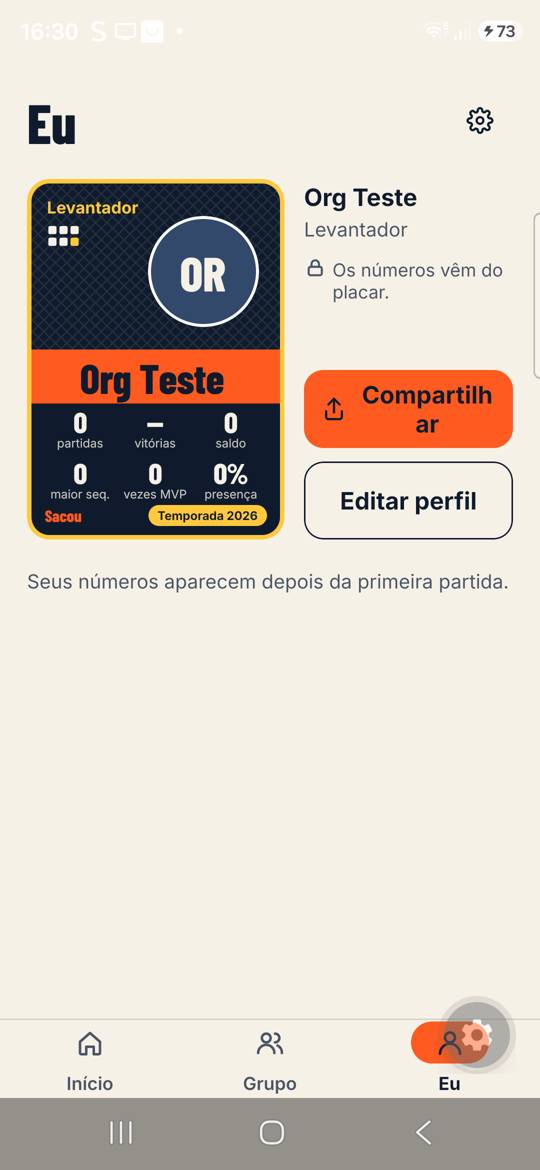 16:30
73
Eu
Levantador
OR
Org Teste
0 — 0
partidas vitórias saldo
0 0 0%
maior seq. vezes MVP presença
Sacou Temporada 2026
Org Teste
Levantador
Os números vêm do
placar.
Compartilh
ar
Editar perfil
Seus números aparecem depois da primeira partida.
Início Grupo Eu